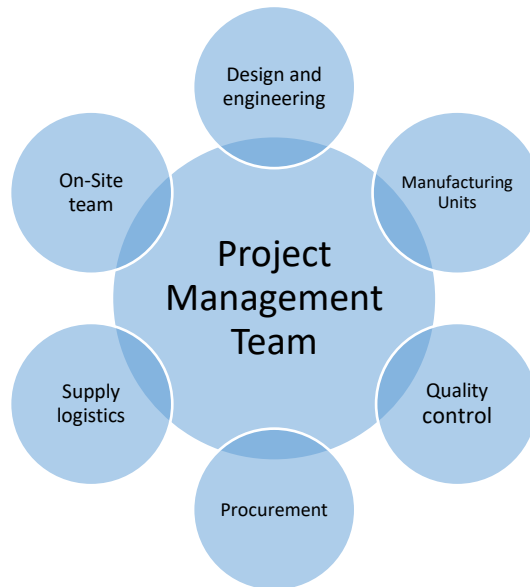 Design and
engineering
Manufacturing
Units
Quality
control
Procurement
Supply
logistics
On-Site
team
Project
Management
Team